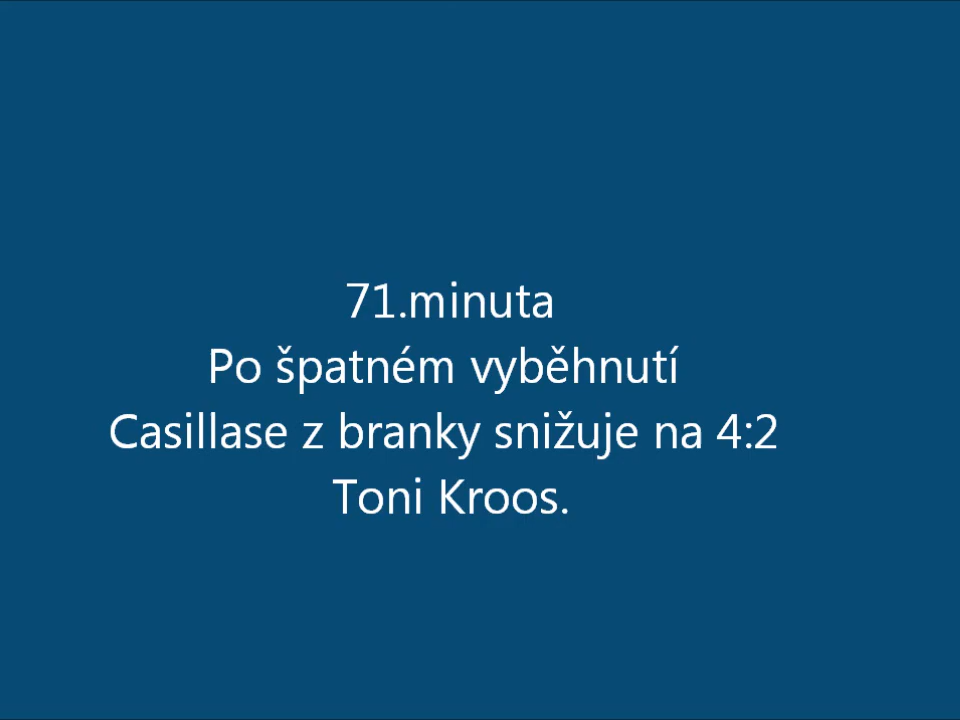 71.minuta
Po špatném vyběhnutí
Casillase z branky snižuje na 4:2
Toni Kroos.